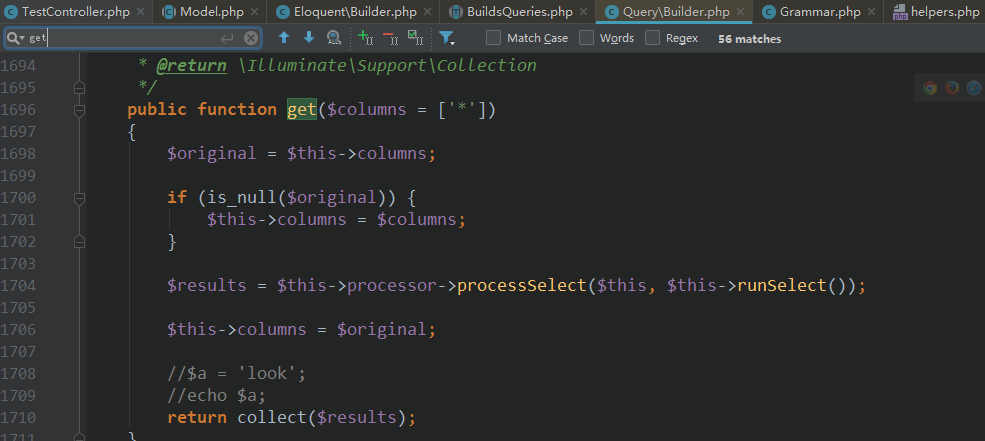 TestController.php Model.php Eloquent\Builder.php BuildsQueries.php Query\Builder.php Grammar.php helpers.php
get Match Case Words Regex 56 matches
1694 * @return \Illuminate\Support\Collection
1695 */
1696 public function get($columns = ['*'])
1697 {
1698 $original = $this->columns;
1699
1700 if (is_null($original)) {
1701 $this->columns = $columns;
1702 }
1703
1704 $results = $this->processor->processSelect($this, $this->runSelect());
1705
1706 $this->columns = $original;
1707
1708 //$a = 'look';
1709 //echo $a;
1710 return collect($results);
1711 }